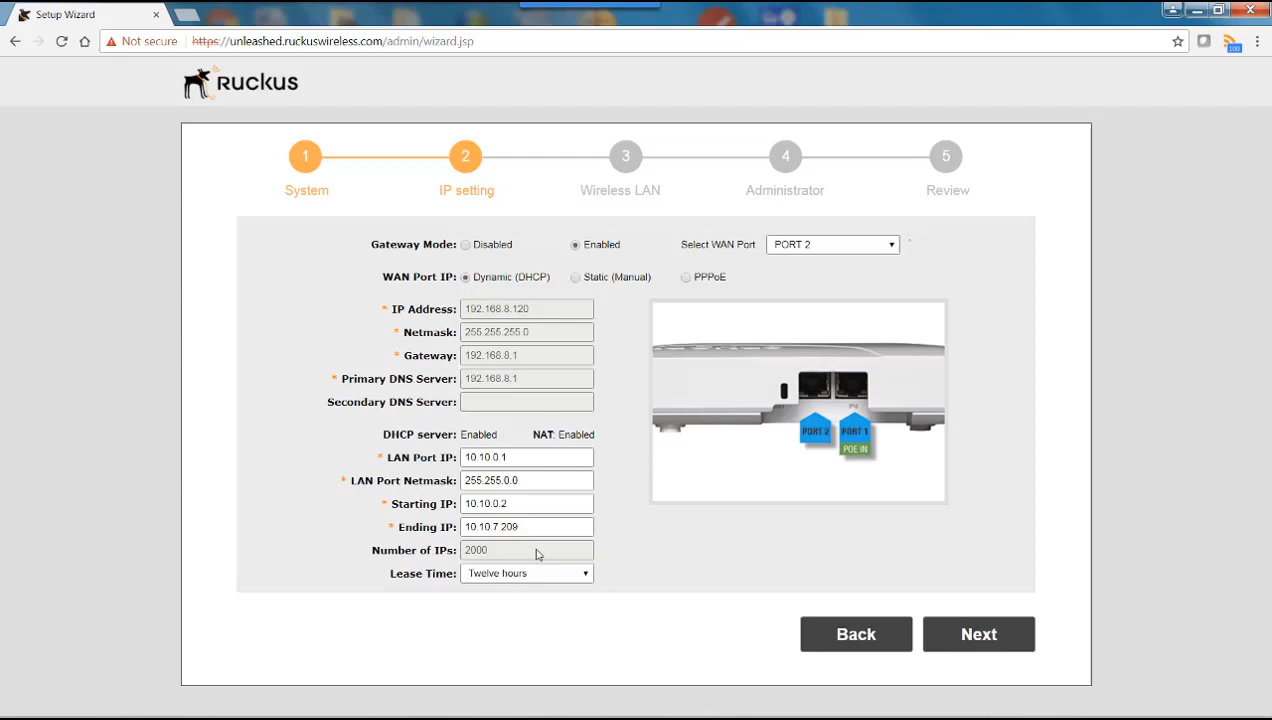 Setup Wizard
Not secure https://unleashed.ruckuswireless.com/admin/wizard.jsp
100
Ruckus
1 2 3 4 5
System IP setting Wireless LAN Administrator Review
Gateway Mode: Disabled Enabled Select WAN Port PORT 2 *
WAN Port IP: Dynamic (DHCP) Static (Manual) PPPoE
* IP Address: 192.168.8.120
* Netmask: 255.255.255.0
* Gateway: 192.168.8.1
* Primary DNS Server: 192.168.8.1
Secondary DNS Server:
PORT 2 PORT 1
POE IN
DHCP server: Enabled NAT: Enabled
* LAN Port IP: 10.10.0.1
* LAN Port Netmask: 255.255.0.0
* Starting IP: 10.10.0.2
* Ending IP: 10.10.7.209
Number of IPs: 2000
Lease Time: Twelve hours
Back Next